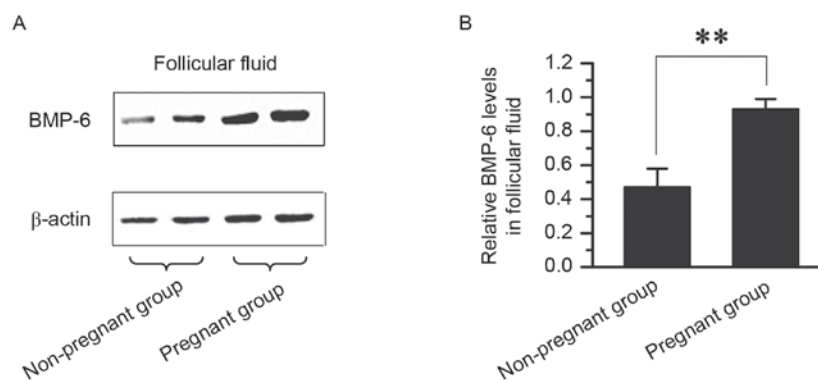 A
Follicular fluid
BMP-6
β-actin
Non-pregnant group
Pregnant group
B
**
Relative BMP-6 levels
in follicular fluid
1.2
1.0
0.8
0.6
0.4
0.2
0.0
Non-pregnant group
Pregnant group